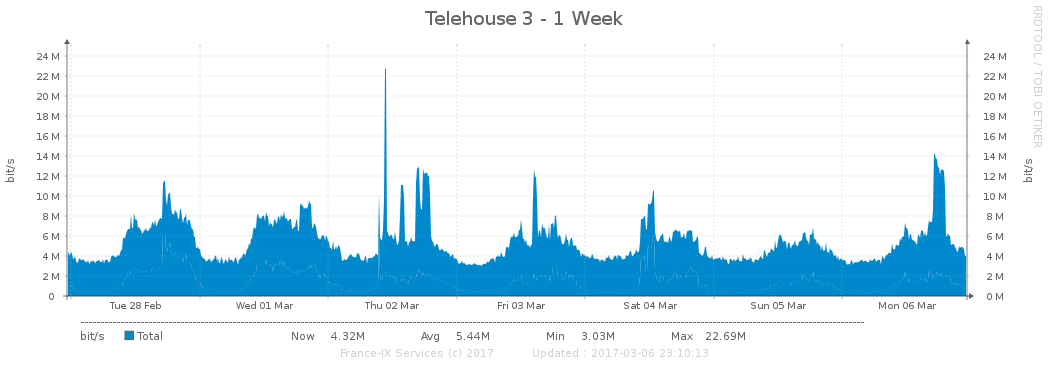 Telehouse 3 - 1 Week
RRDTOOL / TOBI OETIKER
24 M 24 M
22 M 22 M
20 M 20 M
18 M 18 M
16 M 16 M
14 M 14 M
12 M 12 M
10 M 10 M
8 M 8 M
6 M 6 M
4 M 4 M
2 M 2 M
0 0 M
bit/s
bit/s
Tue 28 Feb Wed 01 Mar Thu 02 Mar Fri 03 Mar Sat 04 Mar Sun 05 Mar Mon 06 Mar
bit/s Total Now 4.32M Avg 5.44M Min 3.03M Max 22.69M
France-IX Services (c) 2017 Updated : 2017-03-06 23:10:13